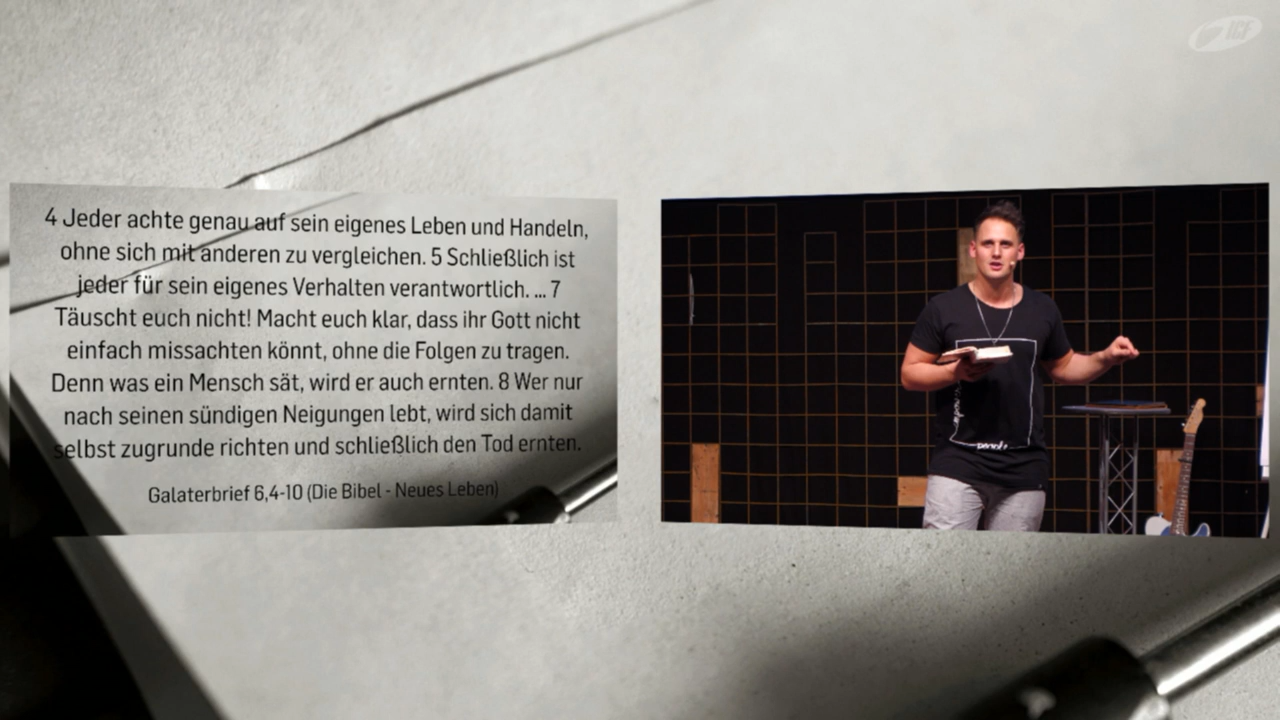 ICF
4 Jeder achte genau auf sein eigenes Leben und Handeln,
ohne sich mit anderen zu vergleichen. 5 Schließlich ist
jeder für sein eigenes Verhalten verantwortlich. ... 7
Täuscht euch nicht! Macht euch klar, dass ihr Gott nicht
einfach missachten könnt, ohne die Folgen zu tragen.
Denn was ein Mensch sät, wird er auch ernten. 8 Wer nur
nach seinen sündigen Neigungen lebt, wird sich damit
selbst zugrunde richten und schließlich den Tod ernten.
Galaterbrief 6,4-10 (Die Bibel - Neues Leben)